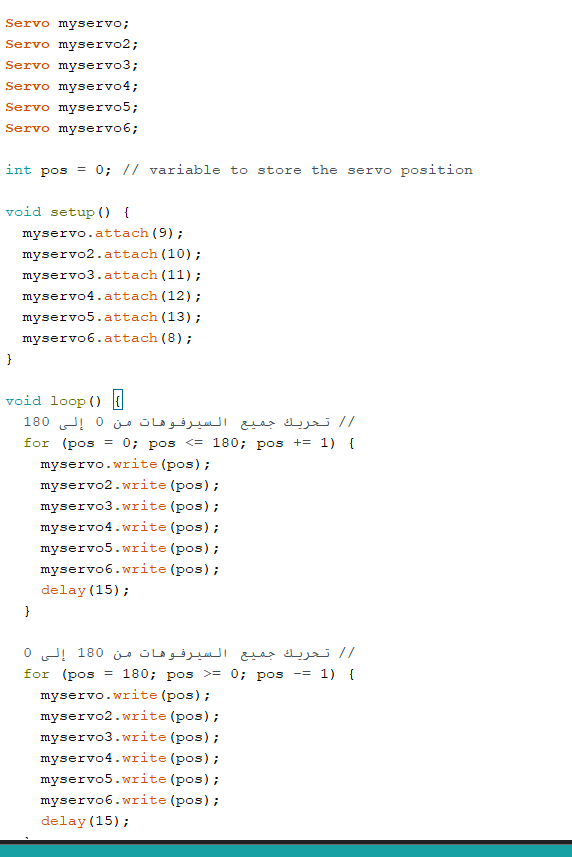 Servo myservo;
Servo myservo2;
Servo myservo3;
Servo myservo4;
Servo myservo5;
Servo myservo6;
int pos = 0; // variable to store the servo position
void setup() {
myservo.attach(9);
myservo2.attach(10);
myservo3.attach(11);
myservo4.attach(12);
myservo5.attach(13);
myservo6.attach(8);
}
void loop() {
// تحريك جميع السيرفوهات من 0 إلى 180
for (pos = 0; pos <= 180; pos += 1) {
myservo.write(pos);
myservo2.write(pos);
myservo3.write(pos);
myservo4.write(pos);
myservo5.write(pos);
myservo6.write(pos);
delay(15);
}
// تحريك جميع السيرفوهات من 180 إلى 0
for (pos = 180; pos >= 0; pos -= 1) {
myservo.write(pos);
myservo2.write(pos);
myservo3.write(pos);
myservo4.write(pos);
myservo5.write(pos);
myservo6.write(pos);
delay(15);